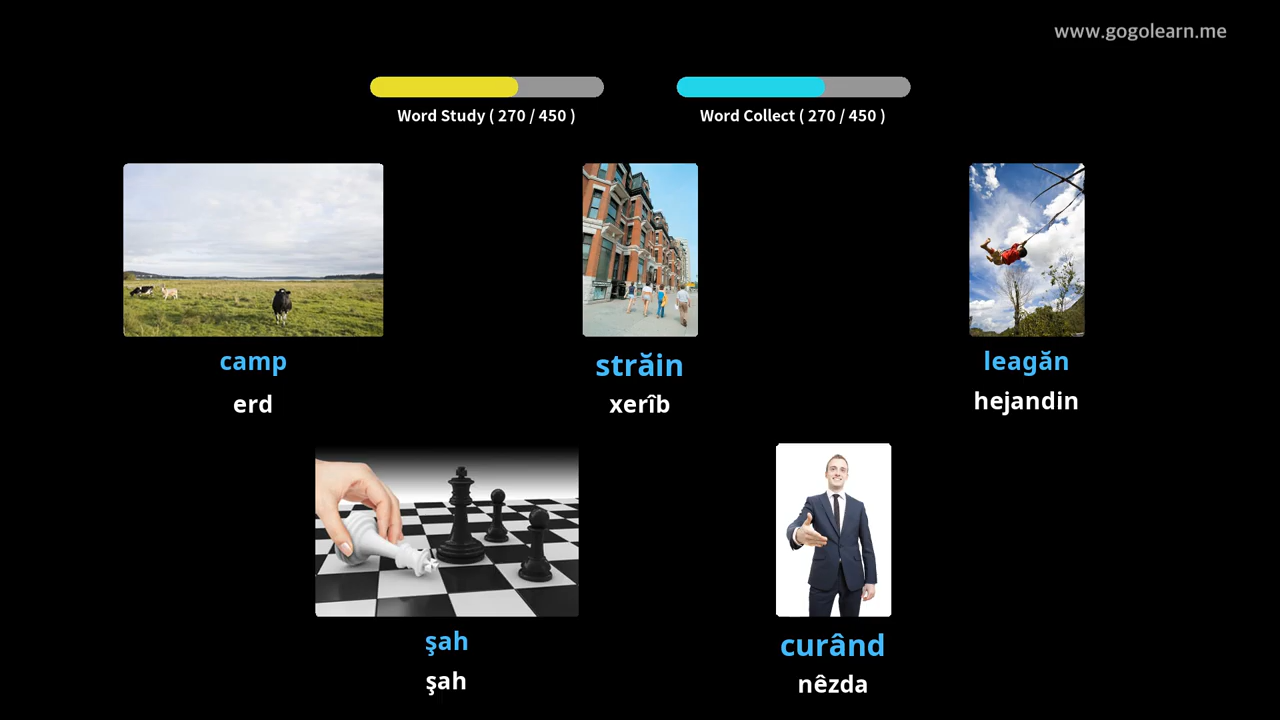 www.gogolearn.me
Word Study ( 270 / 450 )
Word Collect ( 270 / 450 )
camp
străin
leagăn
erd
xerîb
hejandin
şah
curând
şah
nêzda